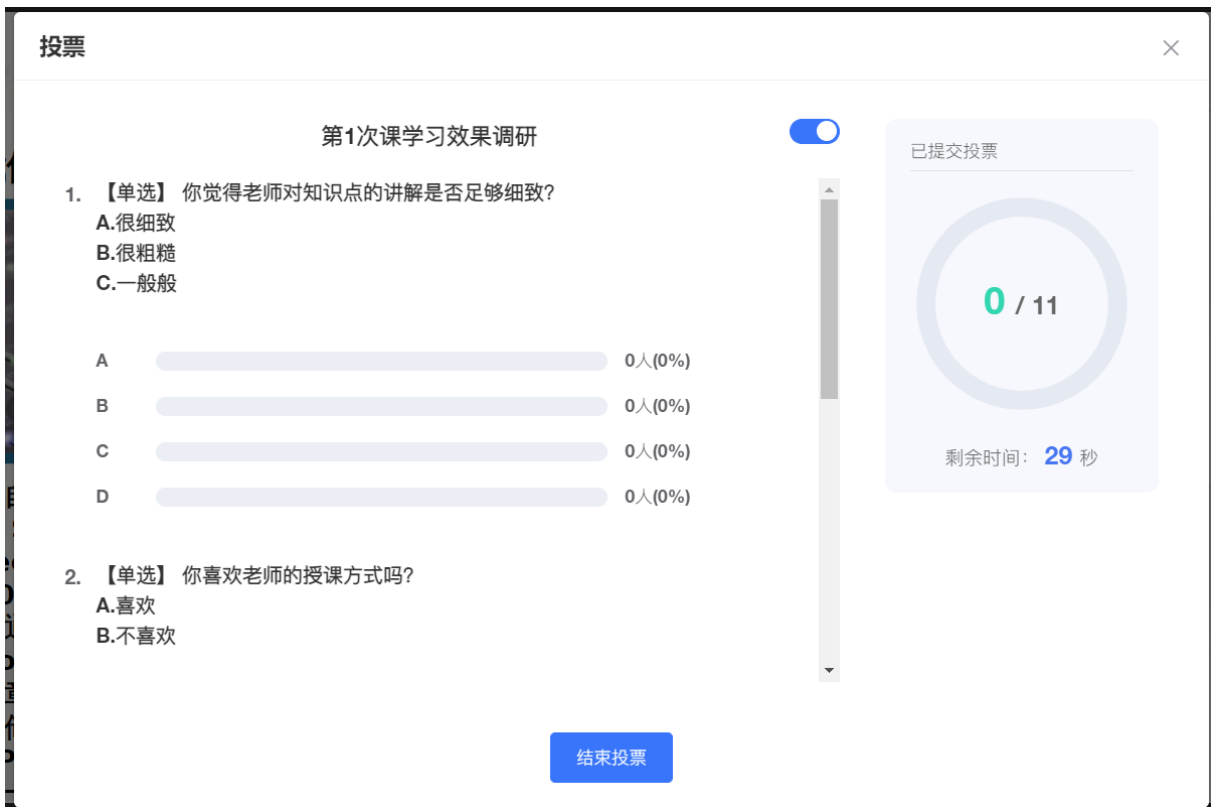 投票
第1次课学习效果调研
1. 【单选】 你觉得老师对知识点的讲解是否足够细致?
A.很细致
B.很粗糙
C.一般般
A 0人(0%)
B 0人(0%)
C 0人(0%)
D 0人(0%)
2. 【单选】 你喜欢老师的授课方式吗?
A.喜欢
B.不喜欢
已提交投票
0 / 11
剩余时间: 29 秒
结束投票